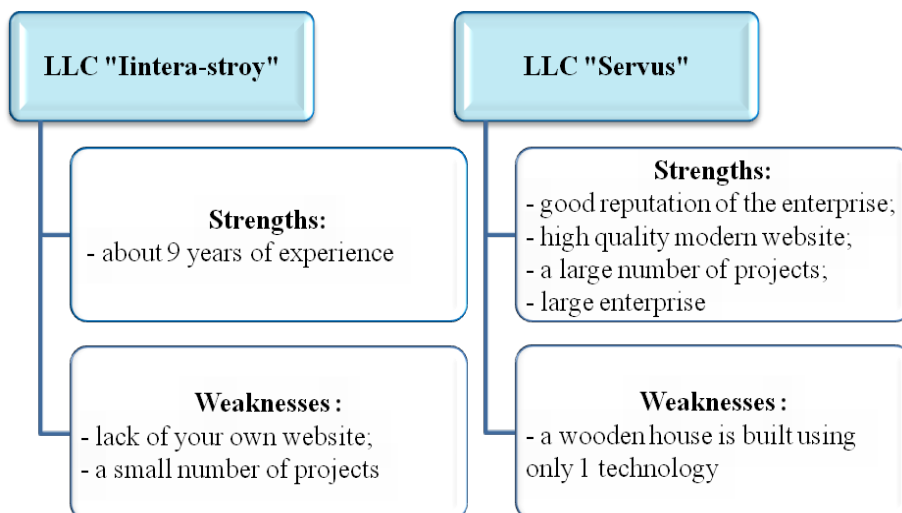 LLC "Iintera-stroy"
Strengths:
- about 9 years of experience
Weaknesses :
- lack of your own website;
- a small number of projects
LLC "Servus"
Strengths:
- good reputation of the enterprise;
- high quality modern website;
- a large number of projects;
- large enterprise
Weaknesses :
- a wooden house is built using
only 1 technology